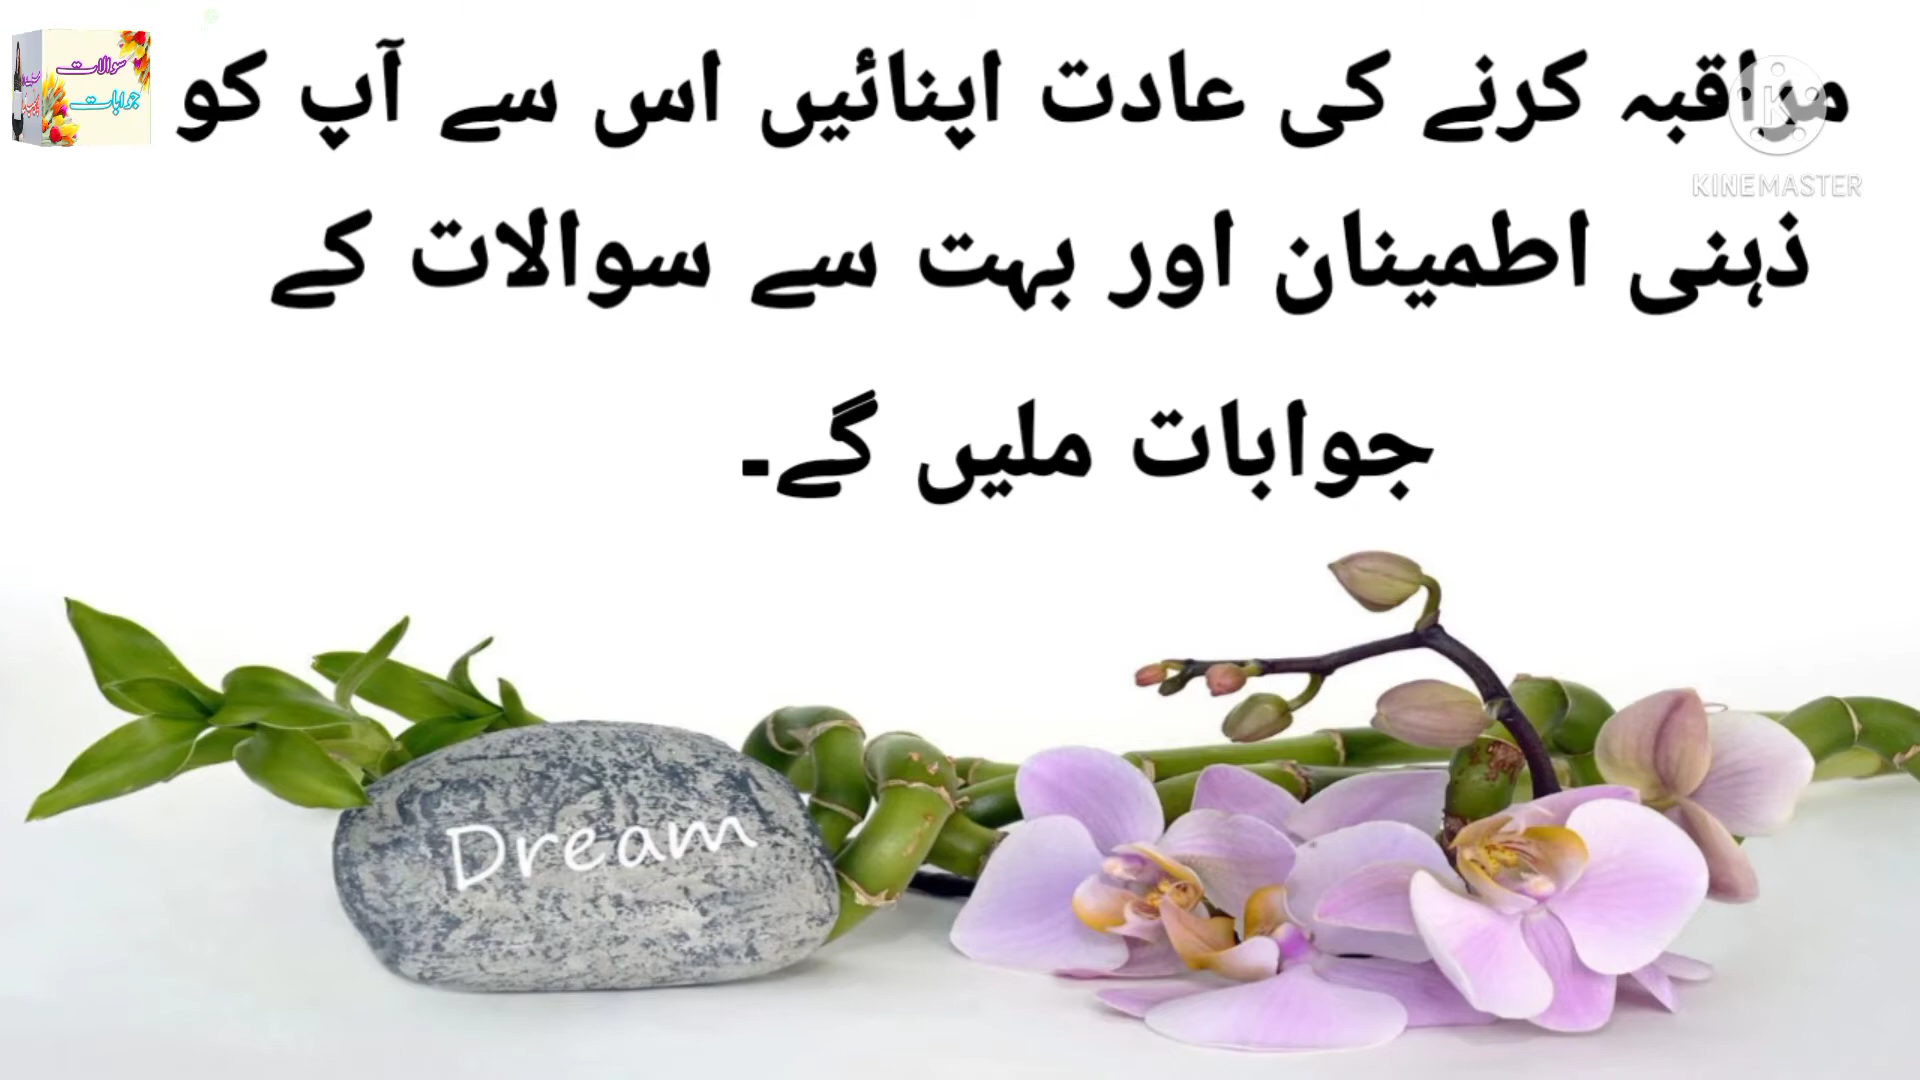 مراقبہ کرنے کی عادت اپنائیں اس سے آپ کو
ذہنی اطمینان اور بہت سے سوالات کے
جوابات ملیں گے۔
سوالات
جوابات
KINEMASTER
Dream